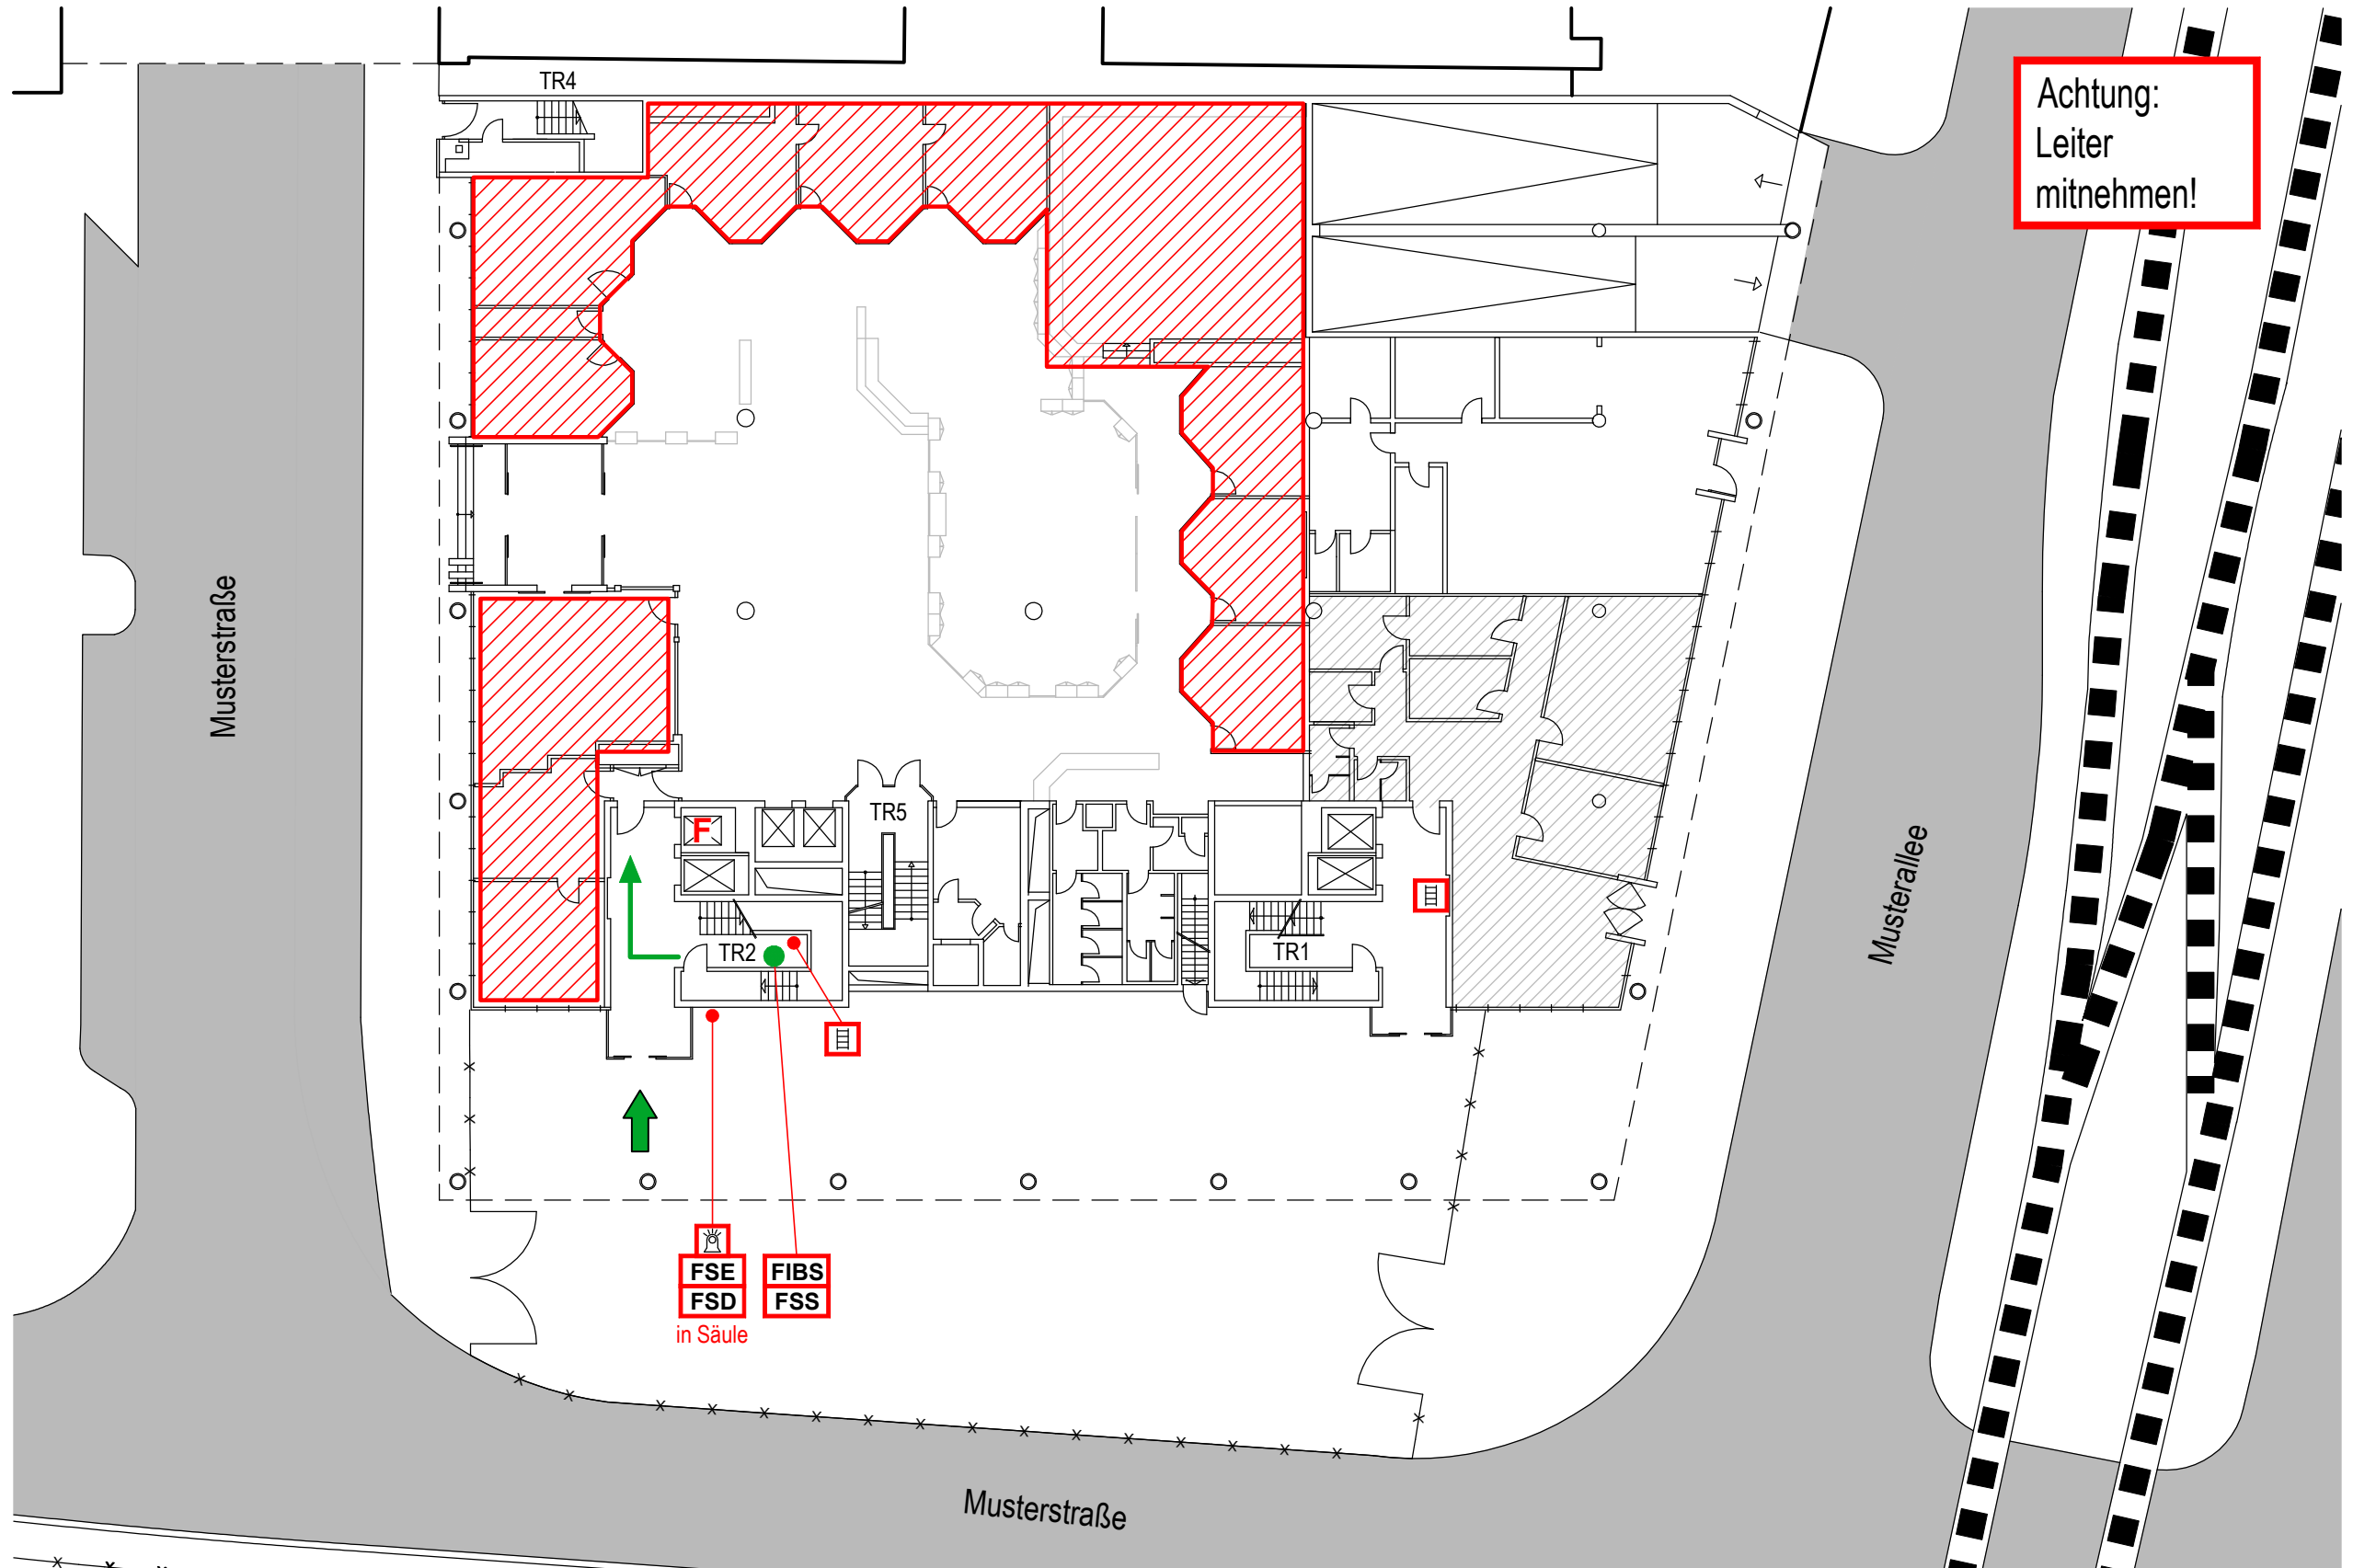 TR4
Achtung:
Leiter
mitnehmen!
Musterstraße
TR5
F
Musterallee
TR2
TR1
FSE
FIBS
FSD
FSS
in Säule
Musterstraße